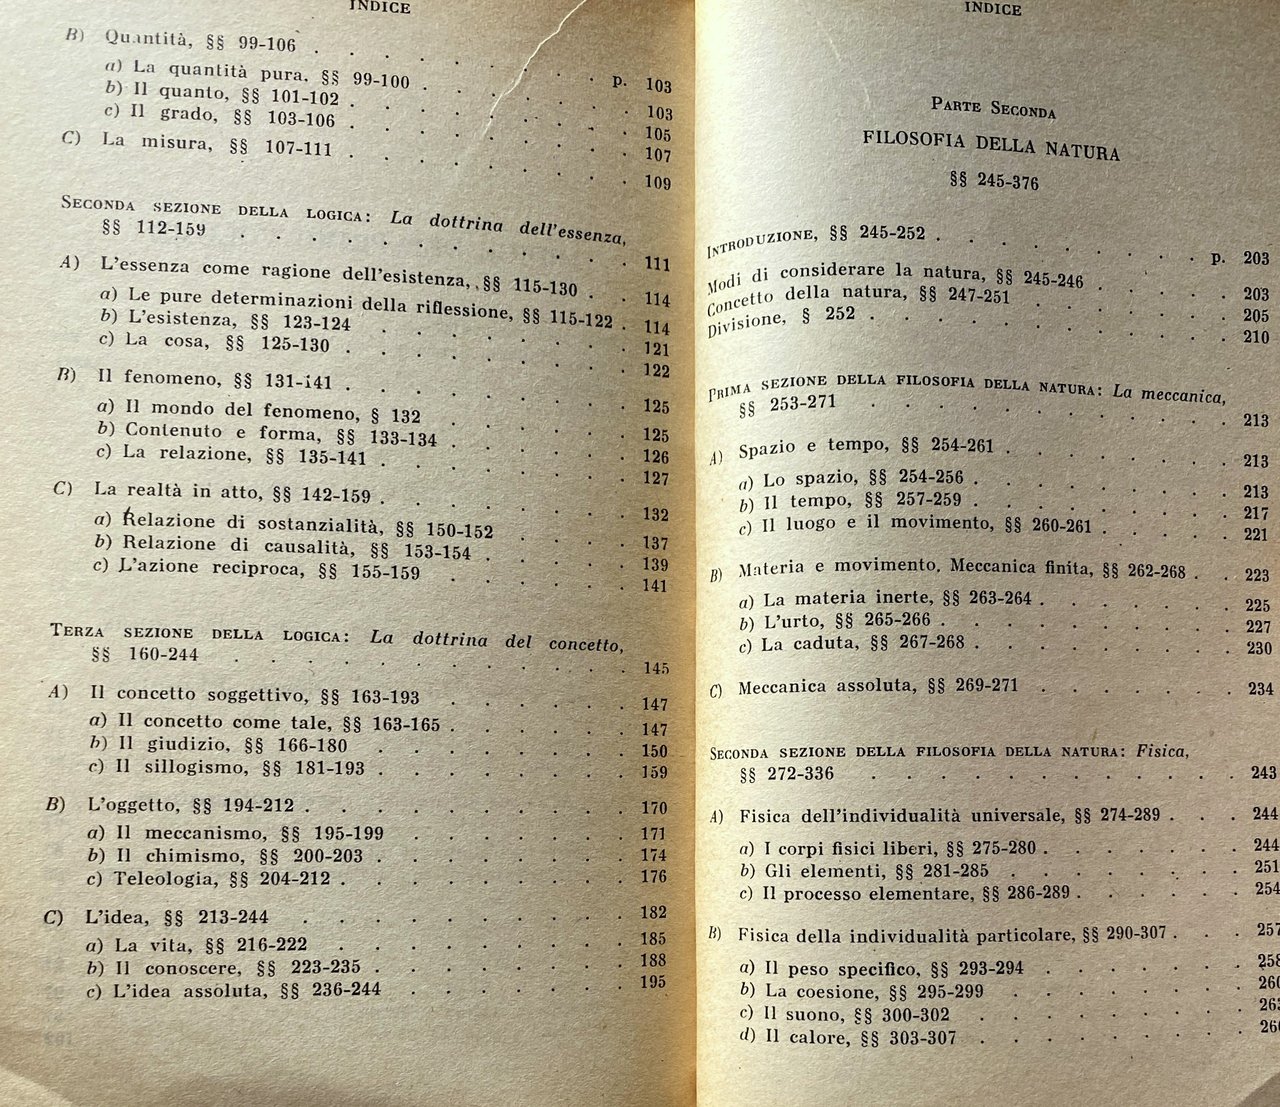 INDICE
B) Quantità, §§ 99-106 . . . . . . . . p. 103
a) La quantità pura, §§ 99-100 . . . . . . 103
b) Il quanto, §§ 101-102 . . . . . . . . 105
c) Il grado, §§ 103-106 . . . . . . . . 107
C) La misura, §§ 107-111 . . . . . . . . 109
SECONDA SEZIONE DELLA LOGICA: La dottrina dell'essenza,
§§ 112-159 . . . . . . . . . . 111
A) L'essenza come ragione dell'esistenza, §§ 115-130 . . 114
a) Le pure determinazioni della riflessione, §§ 115-122 . 114
b) L'esistenza, §§ 123-124 . . . . . . . 121
c) La cosa, §§ 125-130 . . . . . . . . 122
B) Il fenomeno, §§ 131-141 . . . . . . . . 125
a) Il mondo del fenomeno, § 132 . . . . . . 125
b) Contenuto e forma, §§ 133-134 . . . . . 126
c) La relazione, §§ 135-141 . . . . . . . 127
C) La realtà in atto, §§ 142-159 . . . . . . . 132
a) Relazione di sostanzialità, §§ 150-152 . . . . 137
b) Relazione di causalità, §§ 153-154 . . . . . 139
c) L'azione reciproca, §§ 155-159 . . . . . . 141
TERZA SEZIONE DELLA LOGICA: La dottrina del concetto,
§§ 160-244 . . . . . . . . . . 145
A) Il concetto soggettivo, §§ 163-193 . . . . . . 147
a) Il concetto come tale, §§ 163-165 . . . . . 147
b) Il giudizio, §§ 166-180 . . . . . . . 150
c) Il sillogismo, §§ 181-193 . . . . . . . 159
B) L'oggetto, §§ 194-212 . . . . . . . . . 170
a) Il meccanismo, §§ 195-199 . . . . . . 171
b) Il chimismo, §§ 200-203 . . . . . . . 174
c) Teleologia, §§ 204-212 . . . . . . . . 176
C) L'idea, §§ 213-244 . . . . . . . . . 182
a) La vita, §§ 216-222 . . . . . . . . 185
b) Il conoscere, §§ 223-235 . . . . . . . 188
c) L'idea assoluta, §§ 236-244 . . . . . . 195
INDICE
PARTE SECONDA
FILOSOFIA DELLA NATURA
§§ 245-376
INTRODUZIONE, §§ 245-252 . . . . . . . p. 203
Modi di considerare la natura, §§ 245-246 . . . . 203
Concetto della natura, §§ 247-251 . . . . . . 205
Divisione, § 252 . . . . . . . . . . 210
PRIMA SEZIONE DELLA FILOSOFIA DELLA NATURA: La meccanica,
§§ 253-271 . . . . . . . . . . 213
A) Spazio e tempo, §§ 254-261 . . . . . . . 213
a) Lo spazio, §§ 254-256 . . . . . . . . 213
b) Il tempo, §§ 257-259 . . . . . . . . 217
c) Il luogo e il movimento, §§ 260-261 . . . . . 221
B) Materia e movimento. Meccanica finita, §§ 262-268 . . 223
a) La materia inerte, §§ 263-264 . . . . . . 225
b) L'urto, §§ 265-266 . . . . . . . . . 227
c) La caduta, §§ 267-268 . . . . . . . . 230
C) Meccanica assoluta, §§ 269-271 . . . . . . 234
SECONDA SEZIONE DELLA FILOSOFIA DELLA NATURA: Fisica,
§§ 272-336 . . . . . . . . . . . 243
A) Fisica dell'individualità universale, §§ 274-289 . . . 244
a) I corpi fisici liberi, §§ 275-280 . . . . . . 244
b) Gli elementi, §§ 281-285 . . . . . . . 251
c) Il processo elementare, §§ 286-289 . . . . . 254
B) Fisica della individualità particolare, §§ 290-307 . . . 257
a) Il peso specifico, §§ 293-294 . . . . . . 258
b) La coesione, §§ 295-299 . . . . . . . 260
c) Il suono, §§ 300-302 . . . . . . . . 263
d) Il calore, §§ 303-307 . . . . . . . .